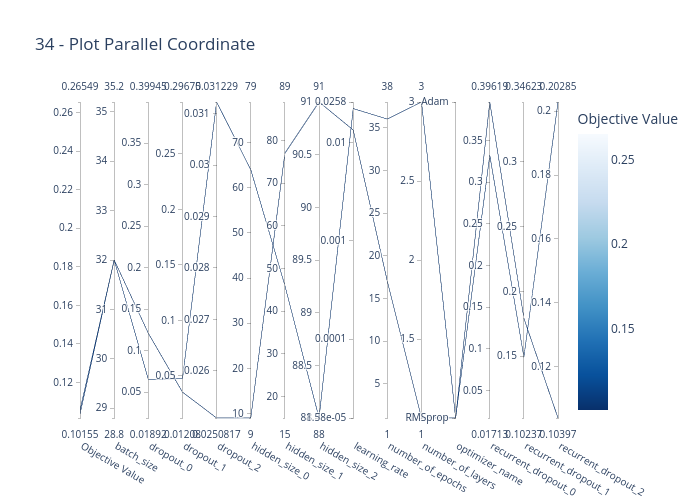 34 - Plot Parallel Coordinate
0.26549 35.2 0.39945 0.29675 0.031229 79 89 91 38 3 0.39619 0.34623 0.20285
91 0.0258 3 Adam
Objective Value
0.26 0.24 0.22 0.2 0.18 0.16 0.14 0.12
35 34 33 32 31 30 29
0.35 0.3 0.25 0.2 0.15 0.1 0.05
0.25 0.2 0.15 0.1 0.05
0.031 0.03 0.029 0.028 0.027 0.026
70 60 50 40 30 20 10
80 70 60 50 40 30 20
90.5 90 89.5 89 88.5
0.01 0.001 0.0001
35 30 25 20 15 10 5
2.5 2 1.5
0.35 0.3 0.25 0.2 0.15 0.1 0.05
0.3 0.25 0.2 0.15
0.2 0.18 0.16 0.14 0.12
0.25
0.2
0.15
RMSprop
0.10155 28.8 0.01892 0.0250817 9 15 88 1 1 0.01713 0.10237 0.10397
Objective Value
batch_size
dropout_0
dropout_1
dropout_2
hidden_size_0
hidden_size_1
hidden_size_2
learning_rate
number_of_epochs
number_of_layers
optimizer_name
recurrent_dropout_0
recurrent_dropout_1
recurrent_dropout_2